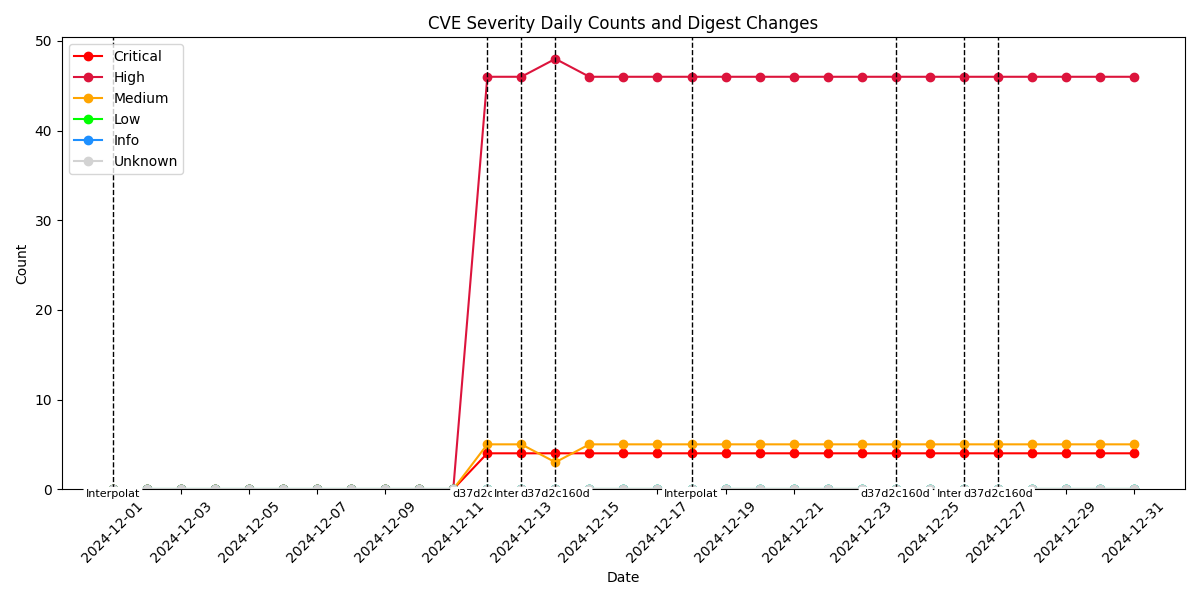 CVE Severity Daily Counts and Digest Changes
50
40
30
20
10
0
Count
Critical
High
Medium
Low
Info
Unknown
Interpolat
d37d2c
Inter
d37d2c160d
Interpolat
d37d2c160d
Inter
d37d2c160d
2024-12-01
2024-12-03
2024-12-05
2024-12-07
2024-12-09
2024-12-11
2024-12-13
2024-12-15
2024-12-17
2024-12-19
2024-12-21
2024-12-23
2024-12-25
2024-12-27
2024-12-29
2024-12-31
Date